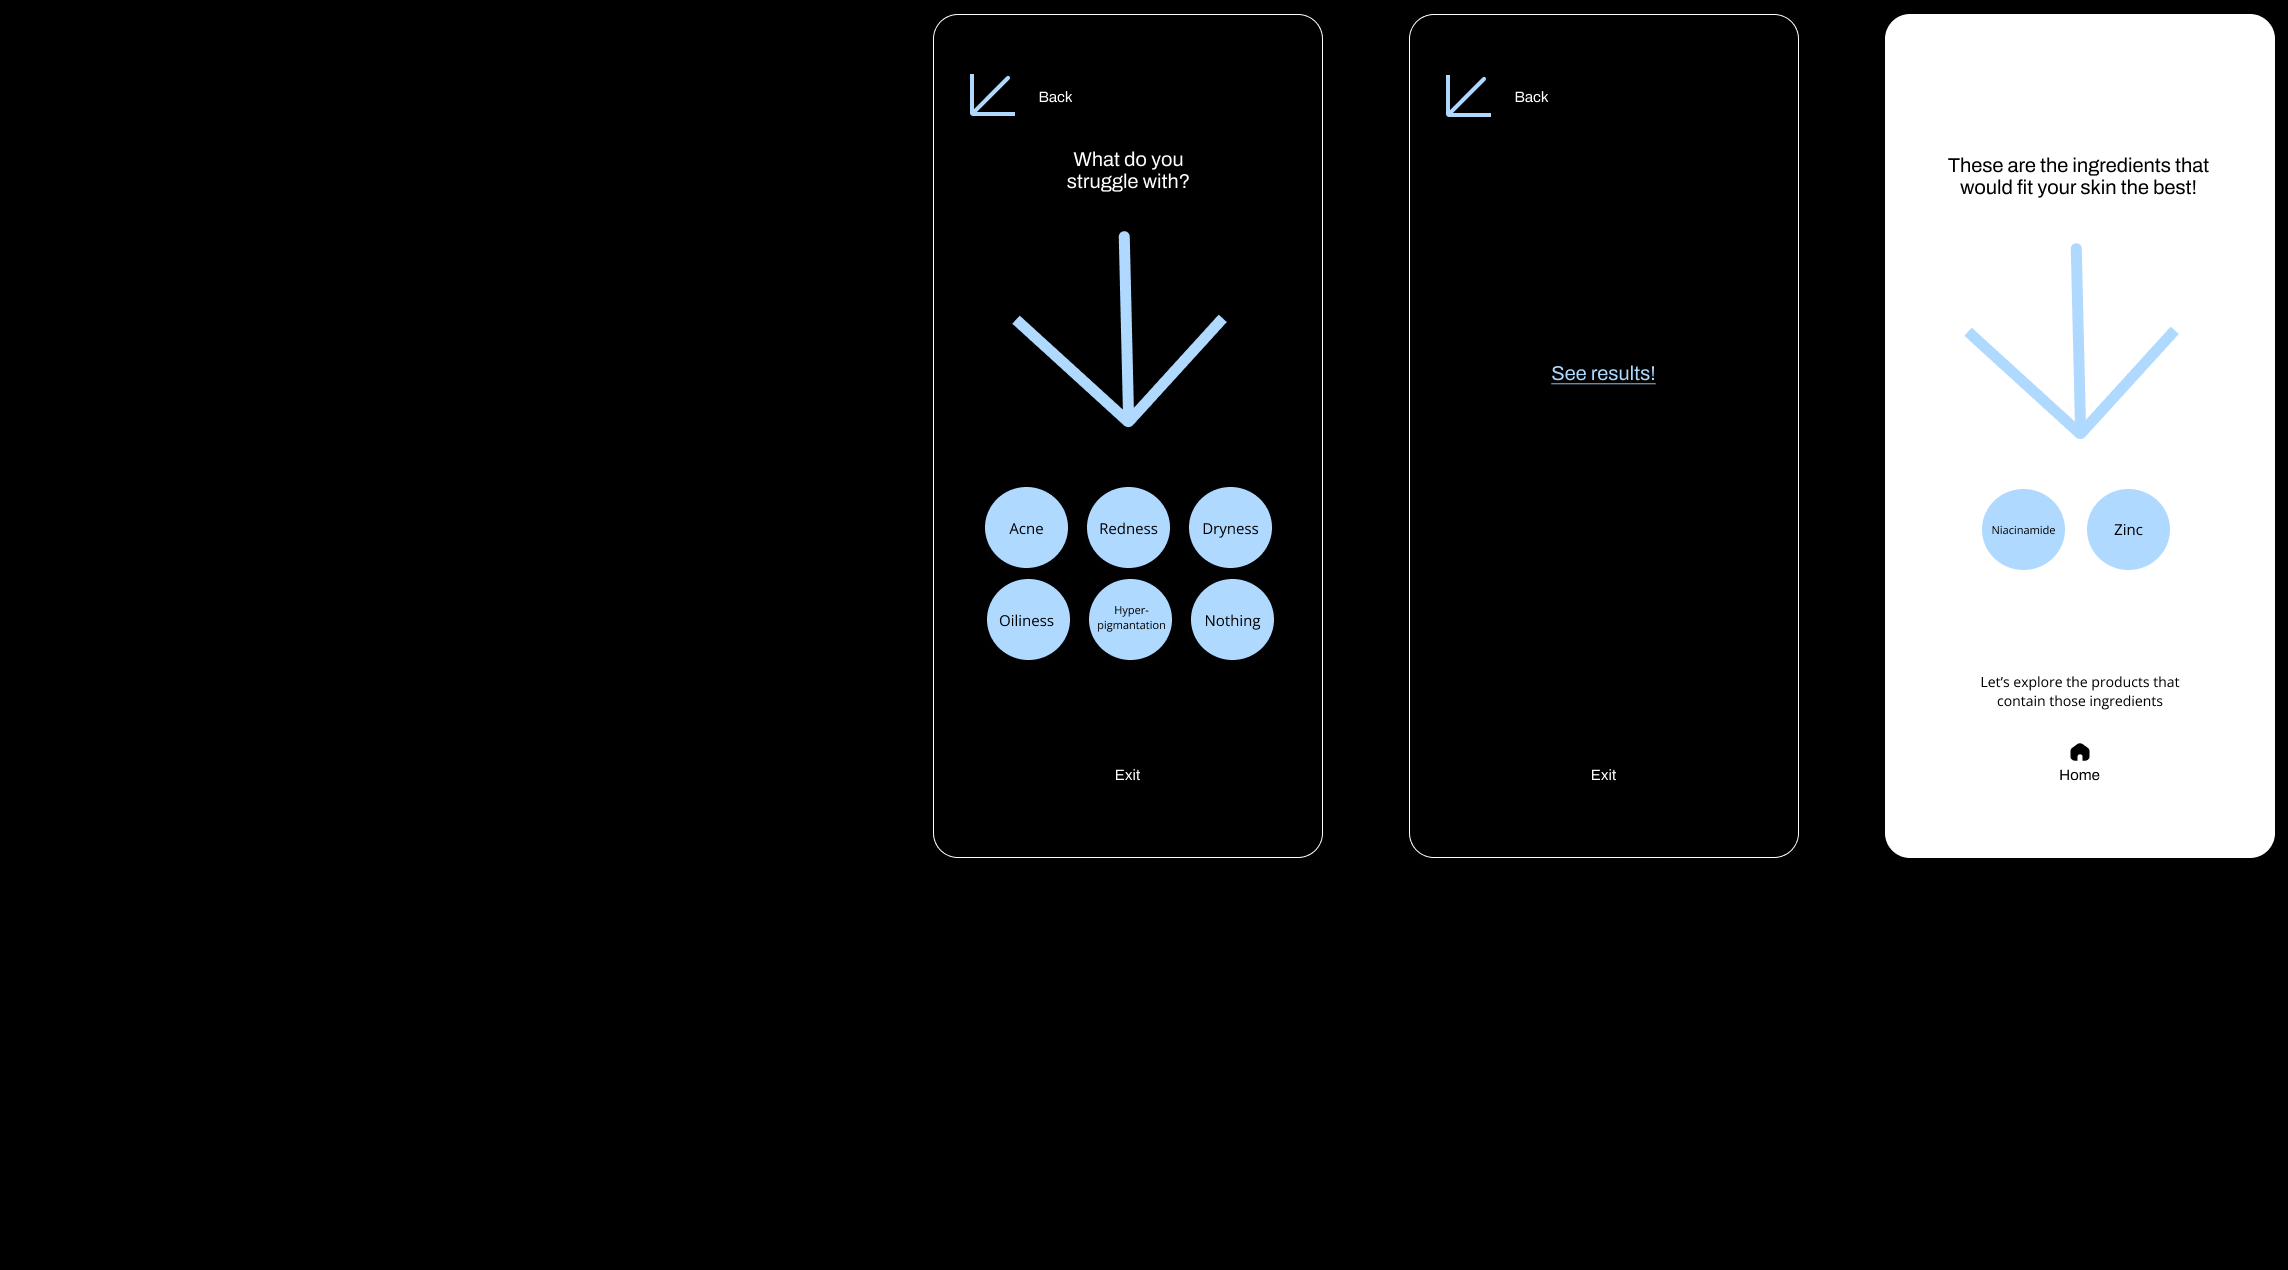 Back
What do you
struggle with?
Acne
Redness
Dryness
Oiliness
Hyper-
pigmantation
Nothing
Exit
Back
See results!
Exit
These are the ingredients that
would fit your skin the best!
Niacinamide
Zinc
Let’s explore the products that
contain those ingredients
Home